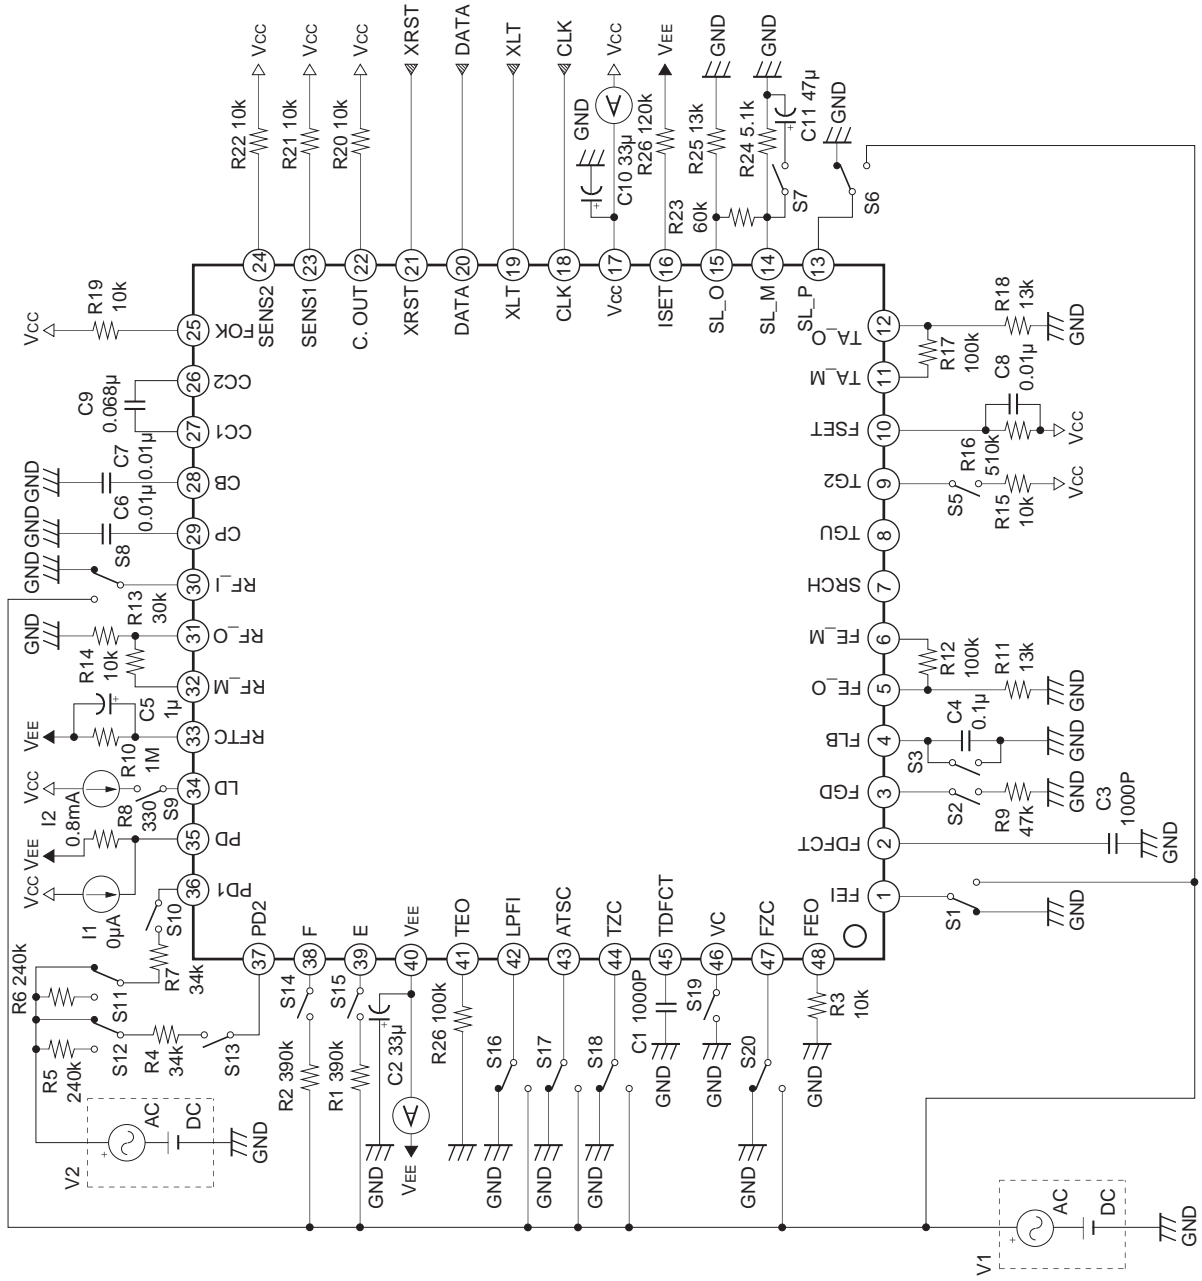 R22 10k
VCC
R21 10k
VCC
R20 10k
VCC
XRST
DATA
XLT
CLK
GND
C10 33µ
A
VCC
R26 120k
VEE
R25 13k
GND
R23
60k
R24 5.1k
GND
S7
C11 47µ
GND
S6
24
SENS2
23
SENS1
22
C. OUT
21
XRST
20
DATA
19
XLT
18
CLK
17
VCC
16
ISET
15
SL_O
14
SL_M
13
SL_P
VCC
R19
10k
25
FOK
C9
0.068µ
26
CC2
27
CC1
GND
C7
0.01µ
28
CB
GND
C6
0.01µ
29
CP
GND
S8
30
RF_I
GND
R13
30k
R14
10k
31
RF_O
32
RF_M
VEE
C5
1µ
R10
1M
33
RFTC
VCC
I2
0.8mA
S9
34
LD
VEE
R8
330
35
PD
VCC
I1
0µA
S10
36
PD1
R7
34k
R6 240k
S11
R5
240k
S12
R4
34k
S13
V2
AC
DC
GND
12
TA_O
R18
13k
GND
R17
100k
11
TA_M
10
FSET
C8
0.01µ
R16
510k
VCC
9
TG2
S5
R15
10k
VCC
8
TGU
7
SRCH
6
FE_M
R12
100k
5
FE_O
R11
13k
GND
4
FLB
C4
0.1µ
S3
GND
3
FGD
S2
R9
47k
GND
2
FDFCT
C3
1000P
GND
1
FEI
S1
GND
37
PD2
38
F
S14
R2 390k
39
E
S15
R1 390k
40
VEE
C2 33µ
GND
A
VEE
41
TEO
R26 100k
GND
42
LPFI
S16
GND
43
ATSC
S17
GND
44
TZC
S18
GND
45
TDFCT
C1 1000P
GND
46
VC
S19
GND
47
FZC
S20
GND
48
FEO
R3
10k
GND
V1
AC
DC
GND